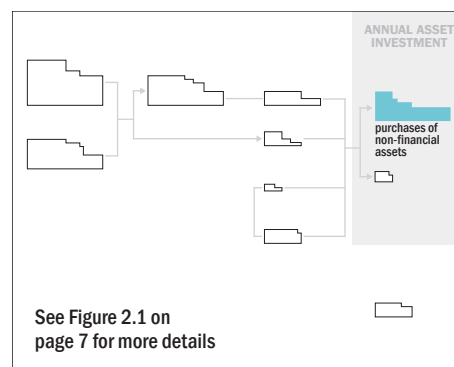 ANNUAL ASSET
INVESTMENT
purchases of
non-financial
assets
See Figure 2.1 on
page 7 for more details